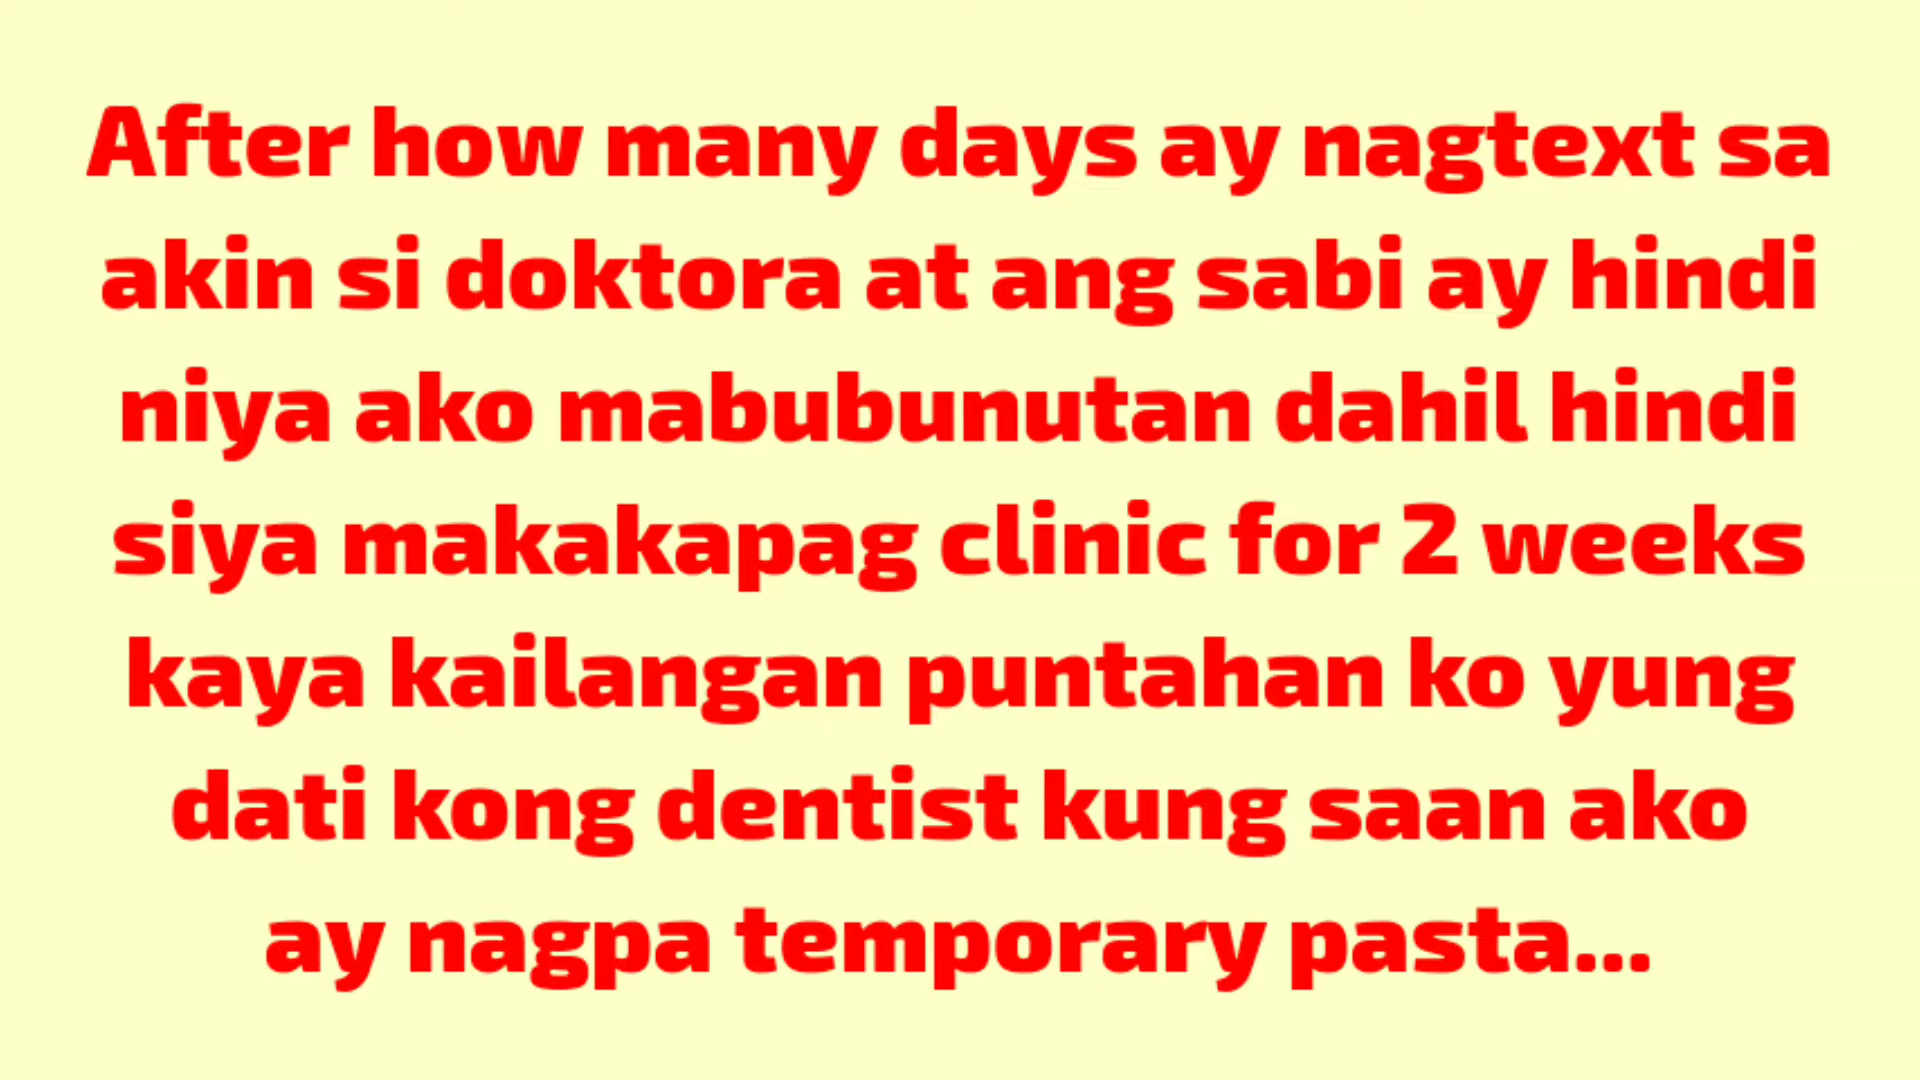 After how many days ay nagtext sa
akin si doktora at ang sabi ay hindi
niya ako mabubunutan dahil hindi
siya makakapag clinic for 2 weeks
kaya kailangan puntahan ko yung
dati kong dentist kung saan ako
ay nagpa temporary pasta...